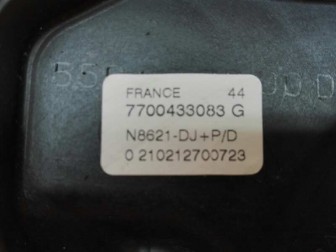 FRANCE 44
7700433083 G
N8621-DJ+P/D
0 210212700723